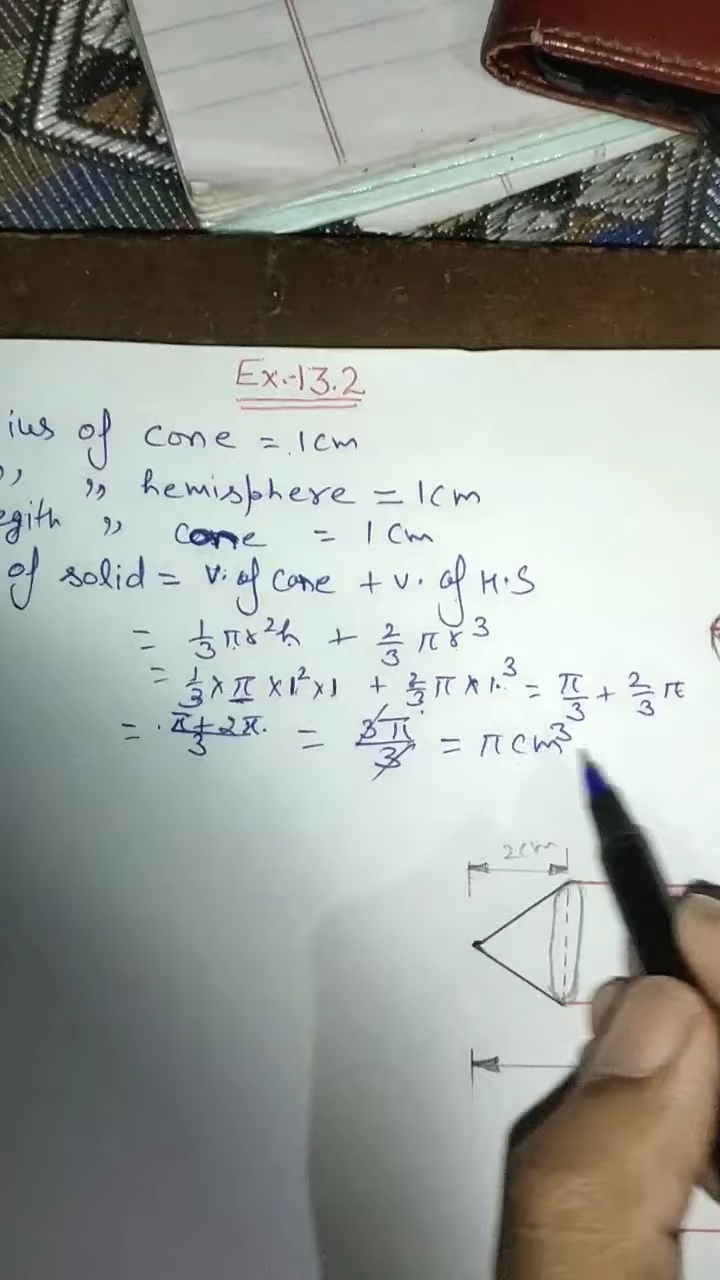 Ex.-13.2
ius of cone = 1cm
,, ,, hemisphere = 1cm
egith ,, cone = 1cm
of solid = V. of cone + V. of H.S
= 1/3 πr²h + 2/3 πr³
= 1/3 × π × 1² × 1 + 2/3 π × 1³ = π/3 + 2/3 π
= π + 2π / 3 = 3π/3 = π cm³
2cm